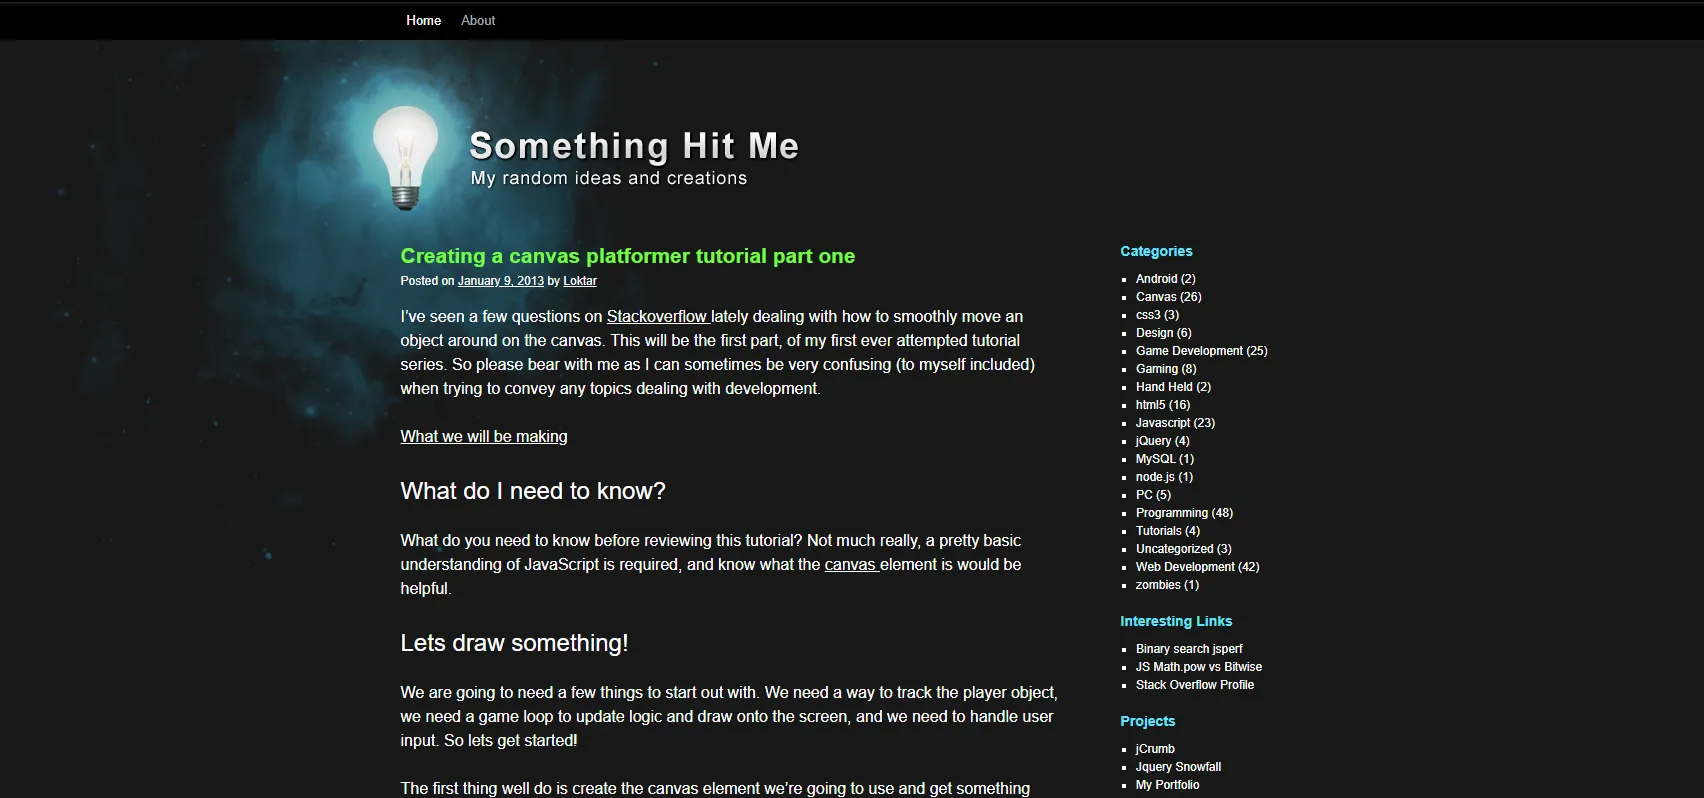 Home About
Something Hit Me
My random ideas and creations
Creating a canvas platformer tutorial part one
Posted on January 9, 2013 by Loktar
I’ve seen a few questions on Stackoverflow lately dealing with how to smoothly move an
object around on the canvas. This will be the first part, of my first ever attempted tutorial
series. So please bear with me as I can sometimes be very confusing (to myself included)
when trying to convey any topics dealing with development.
What we will be making
What do I need to know?
What do you need to know before reviewing this tutorial? Not much really, a pretty basic
understanding of JavaScript is required, and know what the canvas element is would be
helpful.
Lets draw something!
We are going to need a few things to start out with. We need a way to track the player object,
we need a game loop to update logic and draw onto the screen, and we need to handle user
input. So lets get started!
The first thing well do is create the canvas element we’re going to use and get something
Categories
Android (2)
Canvas (26)
css3 (3)
Design (6)
Game Development (25)
Gaming (8)
Hand Held (2)
html5 (16)
Javascript (23)
jQuery (4)
MySQL (1)
node.js (1)
PC (5)
Programming (48)
Tutorials (4)
Uncategorized (3)
Web Development (42)
zombies (1)
Interesting Links
Binary search jsperf
JS Math.pow vs Bitwise
Stack Overflow Profile
Projects
jCrumb
Jquery Snowfall
My Portfolio